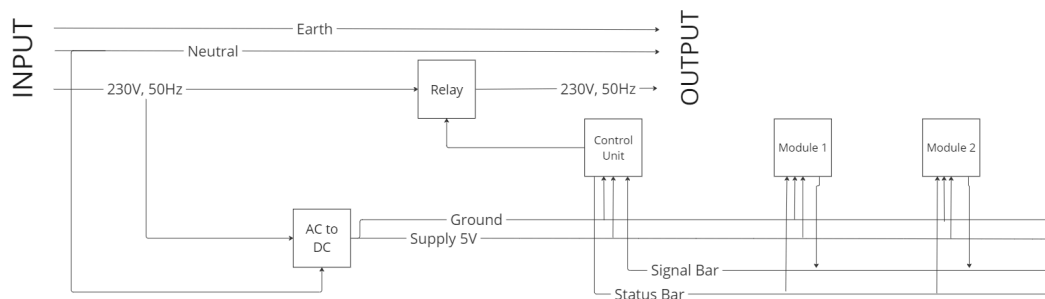 INPUT
Earth
Neutral
230V, 50Hz
Relay
230V, 50Hz
OUTPUT
Control
Unit
Module 1
Module 2
AC to
DC
Ground
Supply 5V
Signal Bar
Status Bar